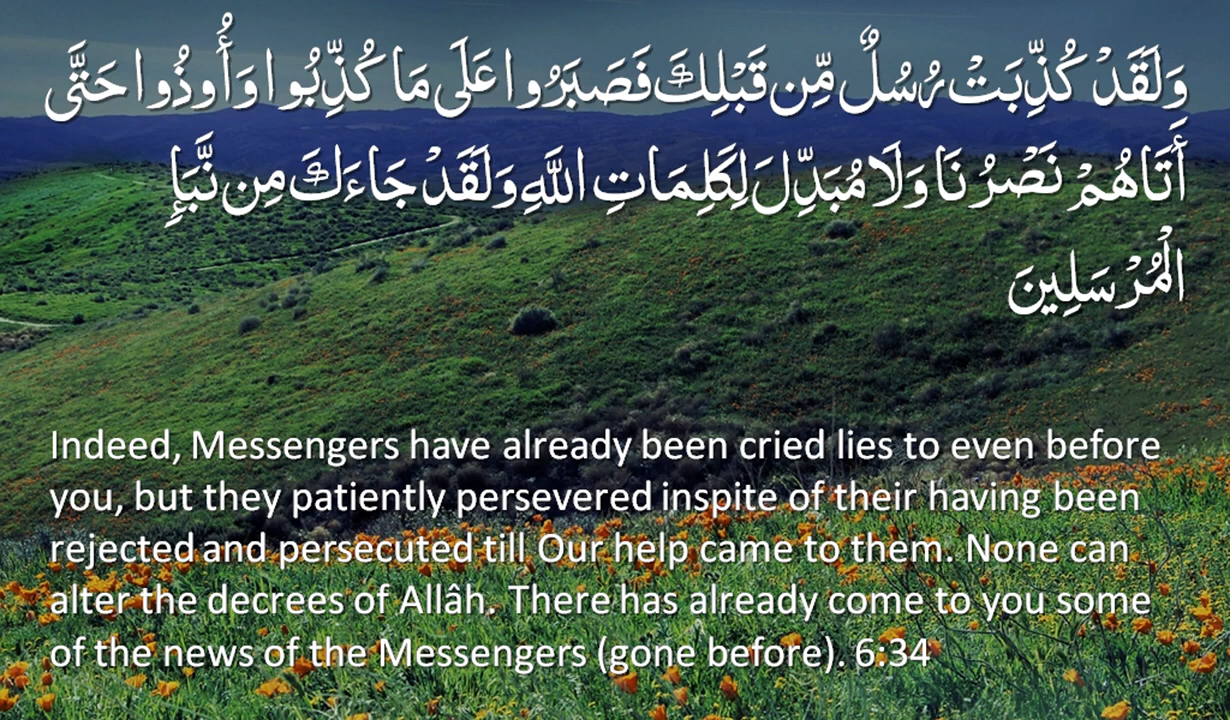 وَلَقَدْ كُذِّبَتْ رُسُلٌ مِّن قَبْلِكَ فَصَبَرُوا عَلَى مَا كُذِّبُوا وَأُوذُوا حَتَّى
أَتَاهُمْ نَصْرُنَا وَلَا مُبَدِّلَ لِكَلِمَاتِ اللَّهِ وَلَقَدْ جَاءَكَ مِن نَّبَإِ
الْمُرْسَلِينَ
Indeed, Messengers have already been cried lies to even before
you, but they patiently persevered inspite of their having been
rejected and persecuted till Our help came to them. None can
alter the decrees of Allâh. There has already come to you some
of the news of the Messengers (gone before). 6:34